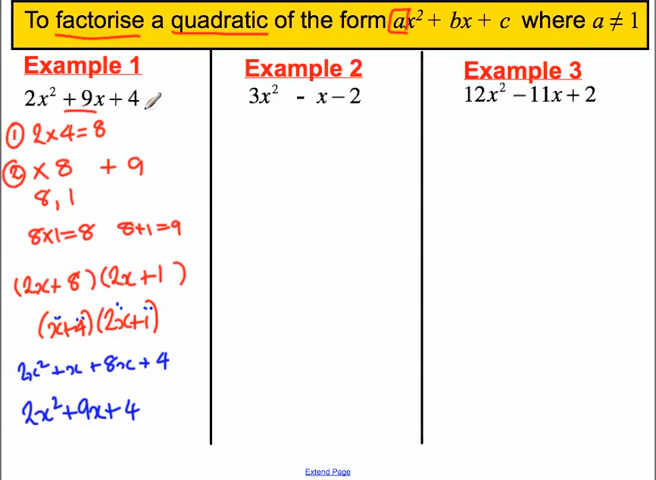 To factorise a quadratic of the form ax² + bx + c where a ≠ 1
Example 1
2x² + 9x + 4
① 2 x 4 = 8
② x 8 + 9
8, 1
8x1=8 8+1=9
(2x+8)(2x+1)
(x+4)(2x+1)
2x²+x+8x+4
2x²+9x+4
Example 2
3x² - x - 2
Example 3
12x² - 11x + 2
Extend Page